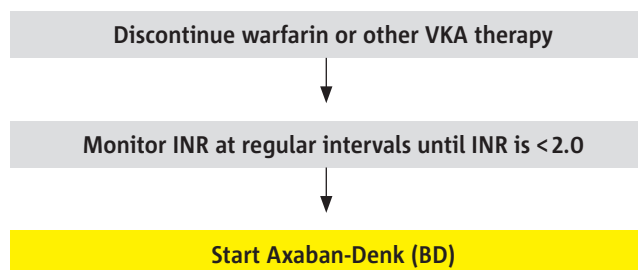 Discontinue warfarin or other VKA therapy
Monitor INR at regular intervals until INR is <2.0
Start Axaban-Denk (BD)